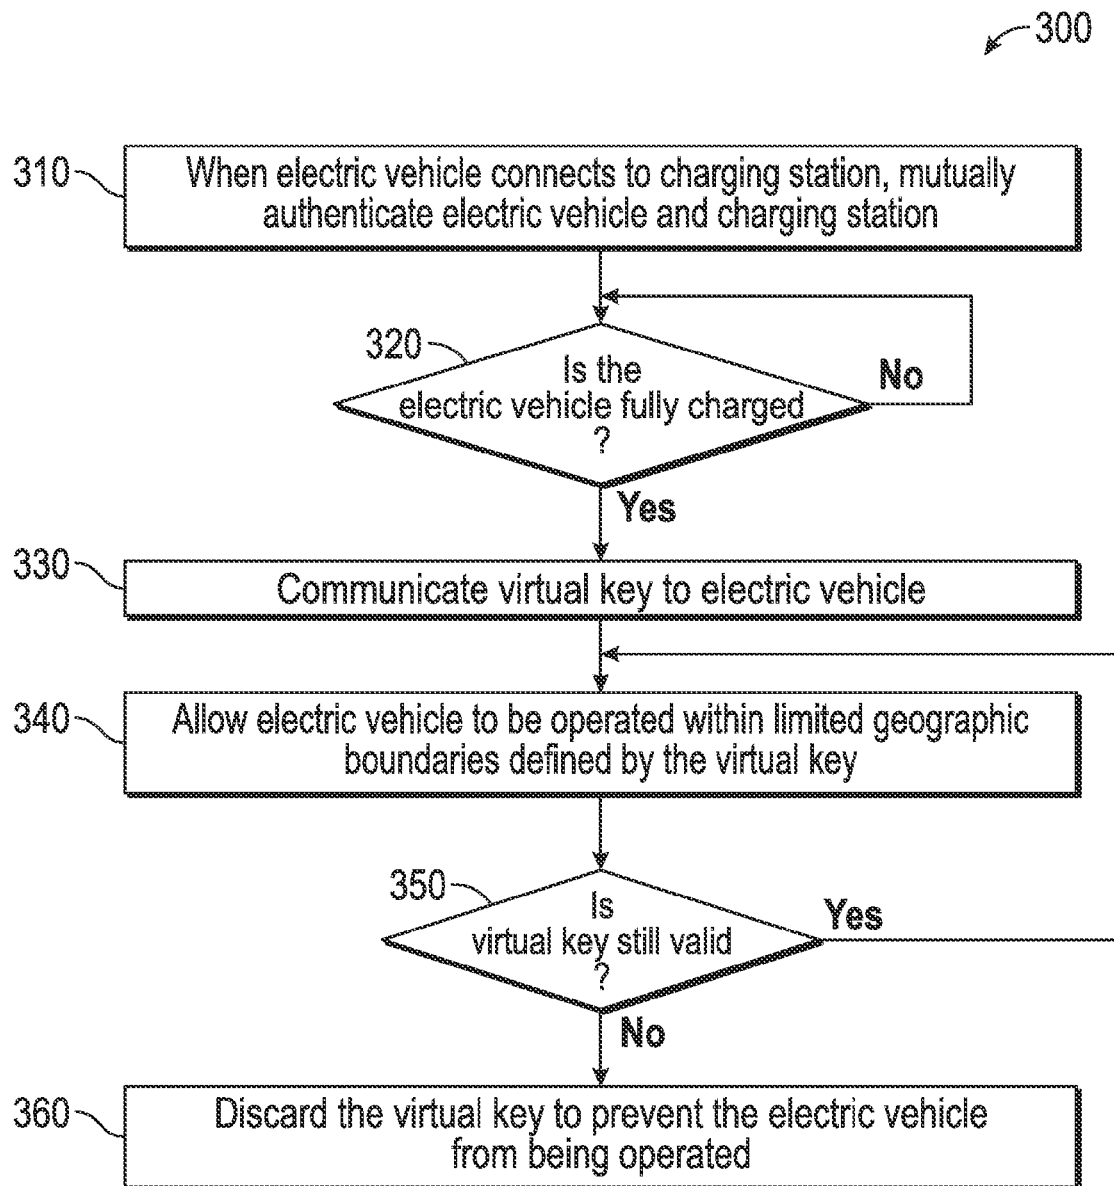 300
310
When electric vehicle connects to charging station, mutually
authenticate electric vehicle and charging station
320
Is the
electric vehicle fully charged
?
No
Yes
330
Communicate virtual key to electric vehicle
340
Allow electric vehicle to be operated within limited geographic
boundaries defined by the virtual key
350
Is
virtual key still valid
?
Yes
No
360
Discard the virtual key to prevent the electric vehicle
from being operated